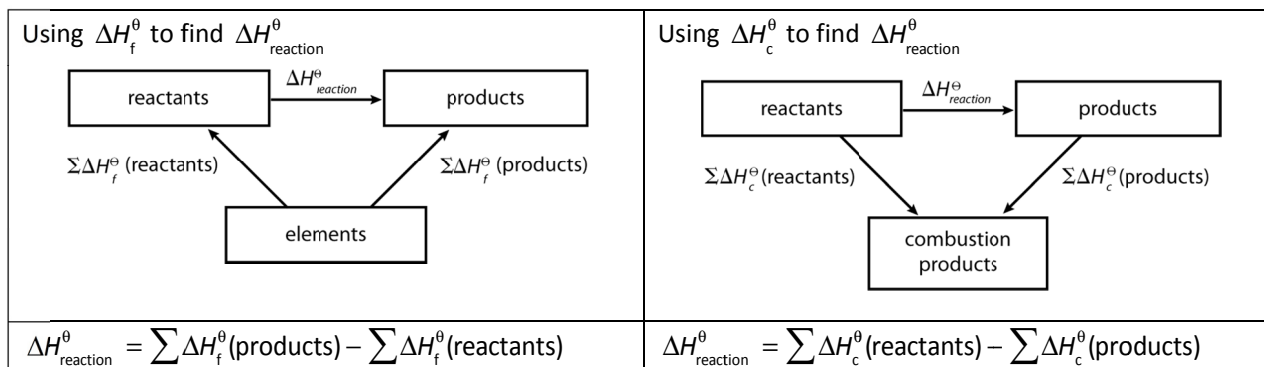 Using ΔH_f^θ to find ΔH_reaction^θ
reactants
ΔH_reaction^⊖
products
ΣΔH_f^⊖ (reactants)
ΣΔH_f^⊖ (products)
elements
ΔH_reaction^θ = ∑ ΔH_f^θ(products) − ∑ ΔH_f^θ(reactants)
Using ΔH_c^θ to find ΔH_reaction^θ
reactants
ΔH_reaction^⊖
products
ΣΔH_c^⊖(reactants)
ΣΔH_c^⊖(products)
combustion
products
ΔH_reaction^θ = ∑ ΔH_c^θ(reactants) − ∑ ΔH_c^θ(products)